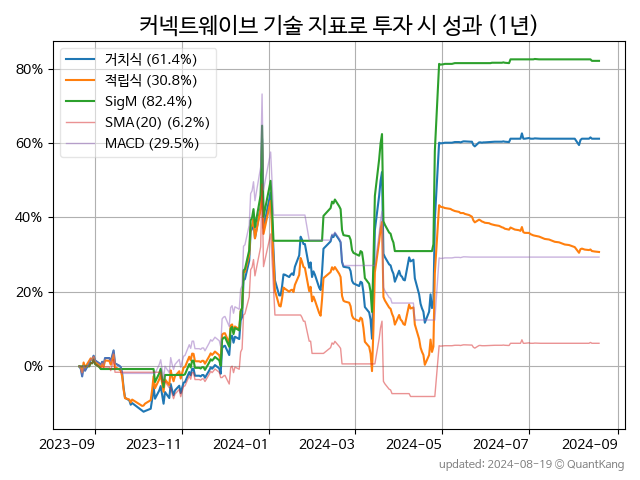 커넥트웨이브 기술 지표로 투자 시 성과 (1년)
거치식 (61.4%)
적립식 (30.8%)
SigM (82.4%)
SMA(20) (6.2%)
MACD (29.5%)
80%
60%
40%
20%
0%
2023-09 2023-11 2024-01 2024-03 2024-05 2024-07 2024-09
updated: 2024-08-19 © QuantKang